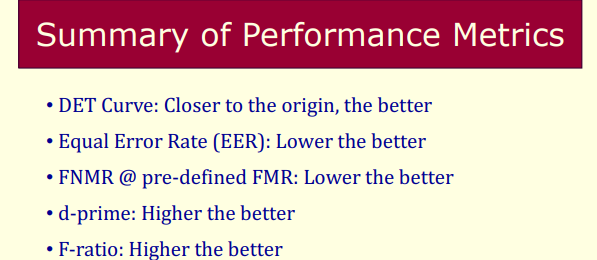 Summary of Performance Metrics
• DET Curve: Closer to the origin, the better
• Equal Error Rate (EER): Lower the better
• FNMR @ pre-defined FMR: Lower the better
• d-prime: Higher the better
• F-ratio: Higher the better